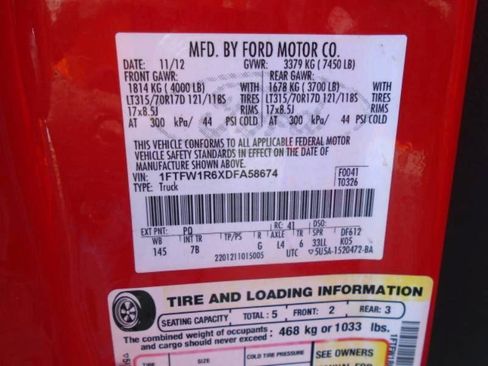 MFD. BY FORD MOTOR CO.
DATE: 11/12 GVWR: 3379 KG (7450 LB)
FRONT GAWR: REAR GAWR:
1814 KG (4000 LB) WITH 1678 KG (3700 LB) WITH
LT315/70R17D 121/118S TIRES LT315/70R17D 121/118S TIRES
17x8.5J RIMS 17x8.5J RIMS
AT 300 kPa/ 44 PSI COLD AT 300 kPa/ 44 PSI COLD
THIS VEHICLE CONFORMS TO ALL APPLICABLE FEDERAL MOTOR
VEHICLE SAFETY STANDARDS IN EFFECT ON THE DATE OF
MANUFACTURE SHOWN ABOVE.
VIN: 1FTFW1R6XDFA58674 F0041
TYPE: Truck T0326
EXT PNT: PQ RC: 41 DSO:
WB INT TR TP/PS R AXLE TR SPR DF612
145 7B G L4 6 33LL K05
2201211015005 UTC 5U5A-1520472-BA
TIRE AND LOADING INFORMATION
SEATING CAPACITY TOTAL : 5 FRONT: 2 REAR: 3
The combined weight of occupants and cargo should never exceed: 468 kg or 1033 lbs.
TIRE SIZE COLD TIRE PRESSURE SEE OWNERS